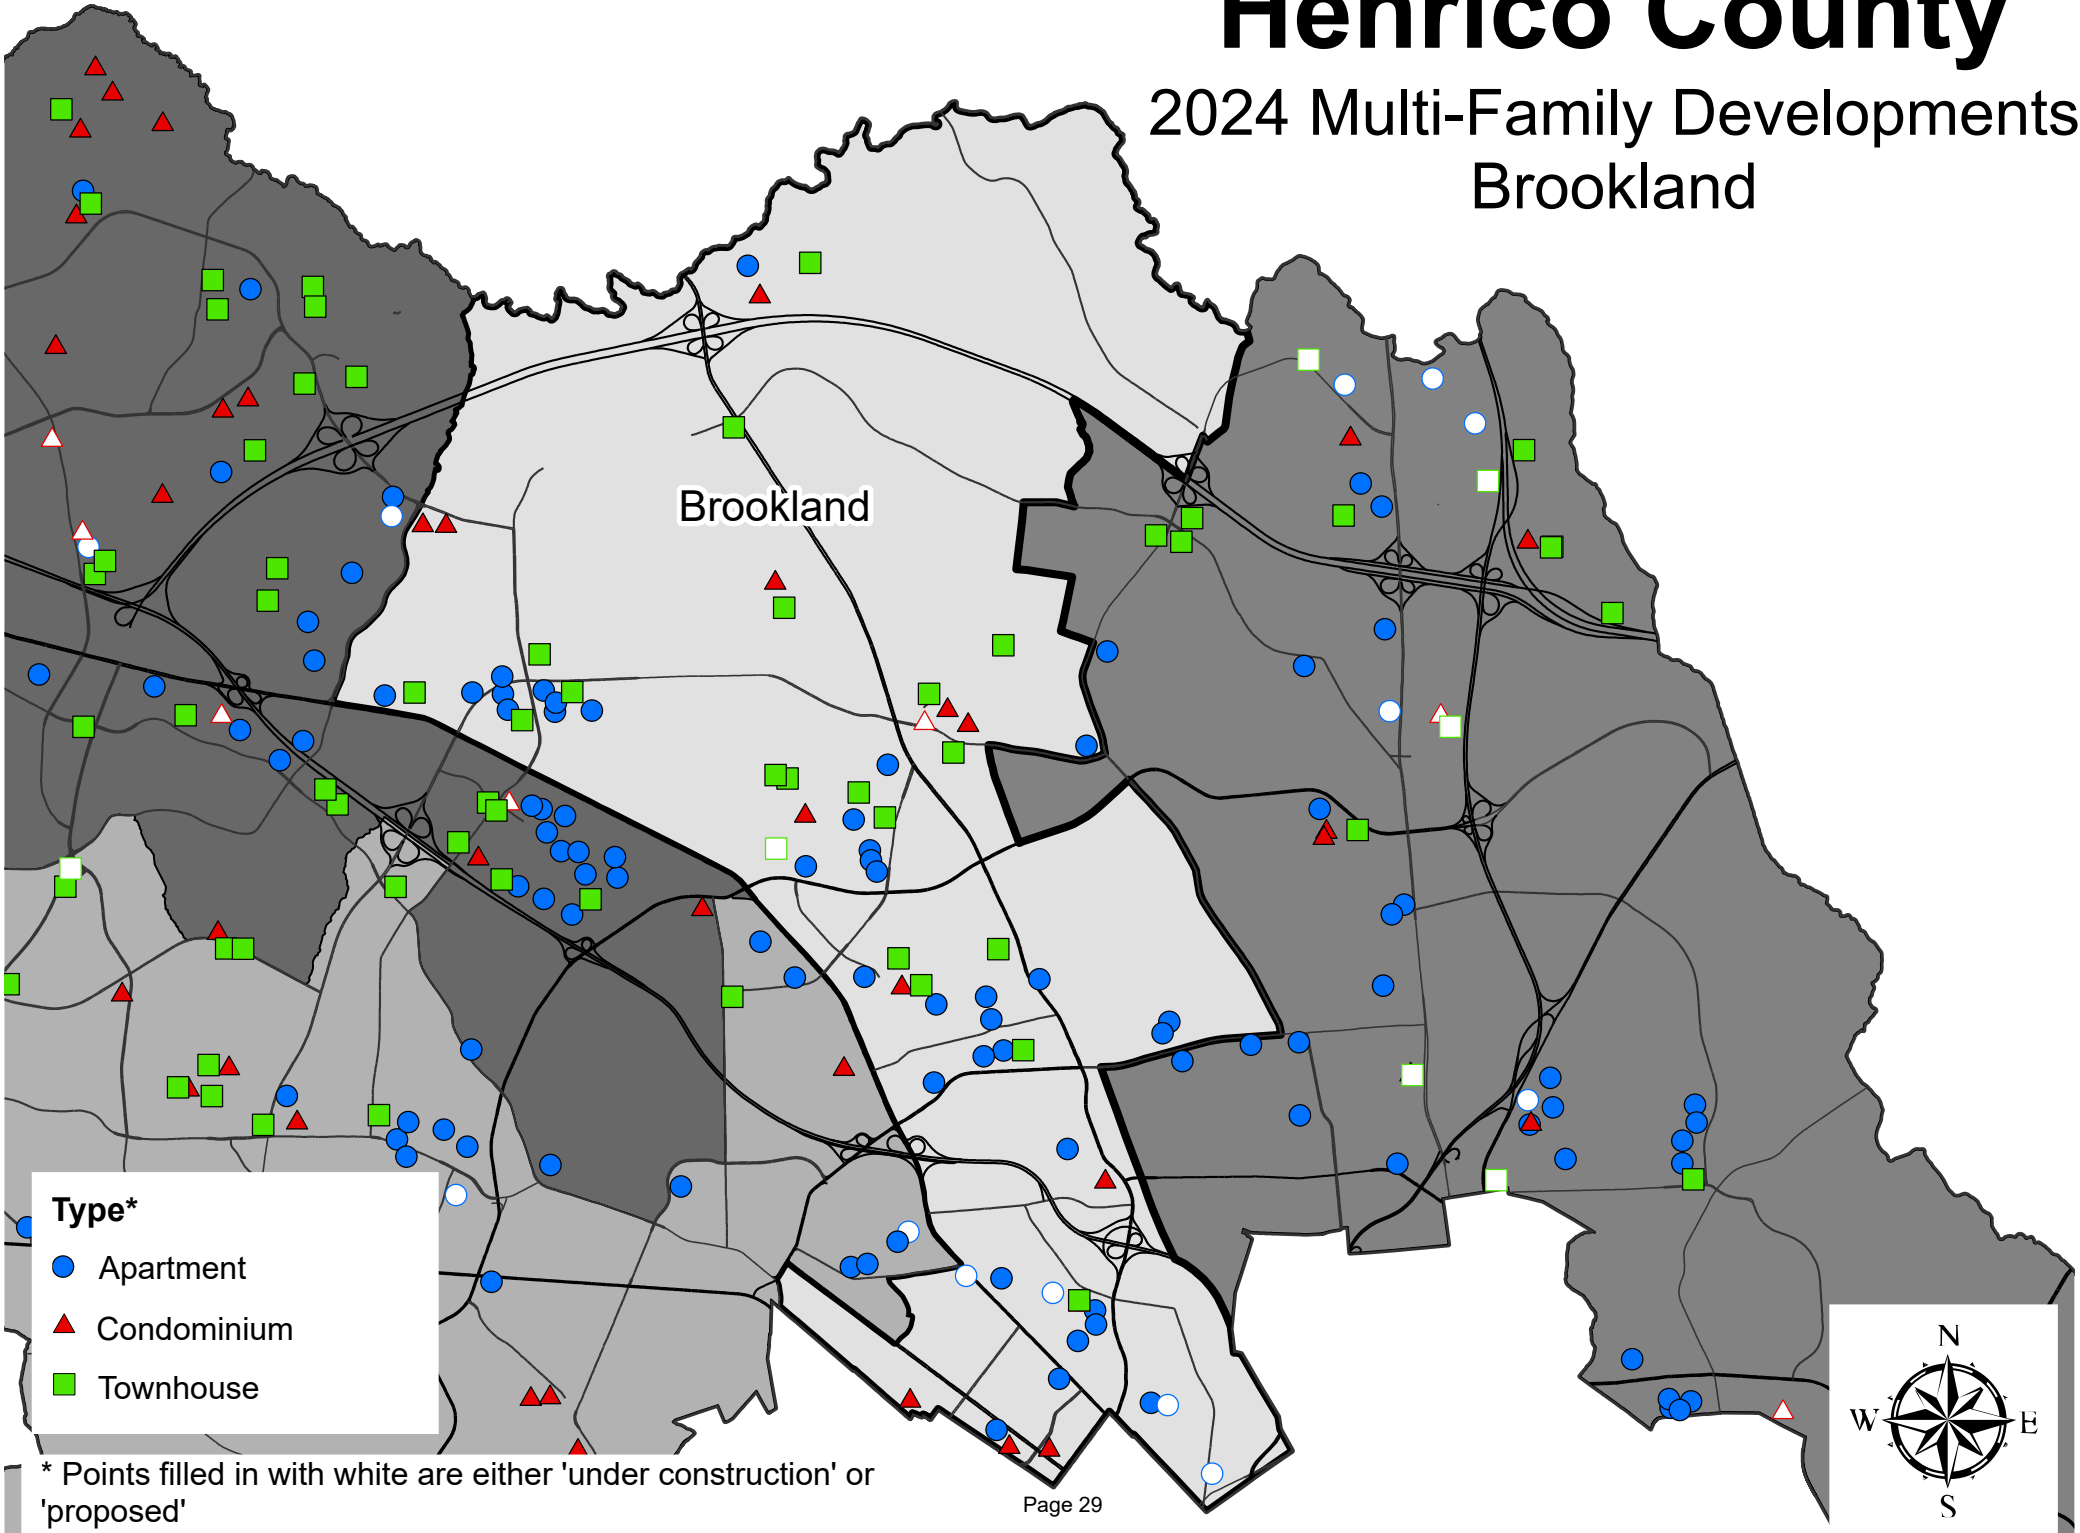 Henrico County
2024 Multi-Family Developments
Brookland
Brookland
Type*
Apartment
Condominium
Townhouse
* Points filled in with white are either 'under construction' or
'proposed'
Page 29
N
W
E
S